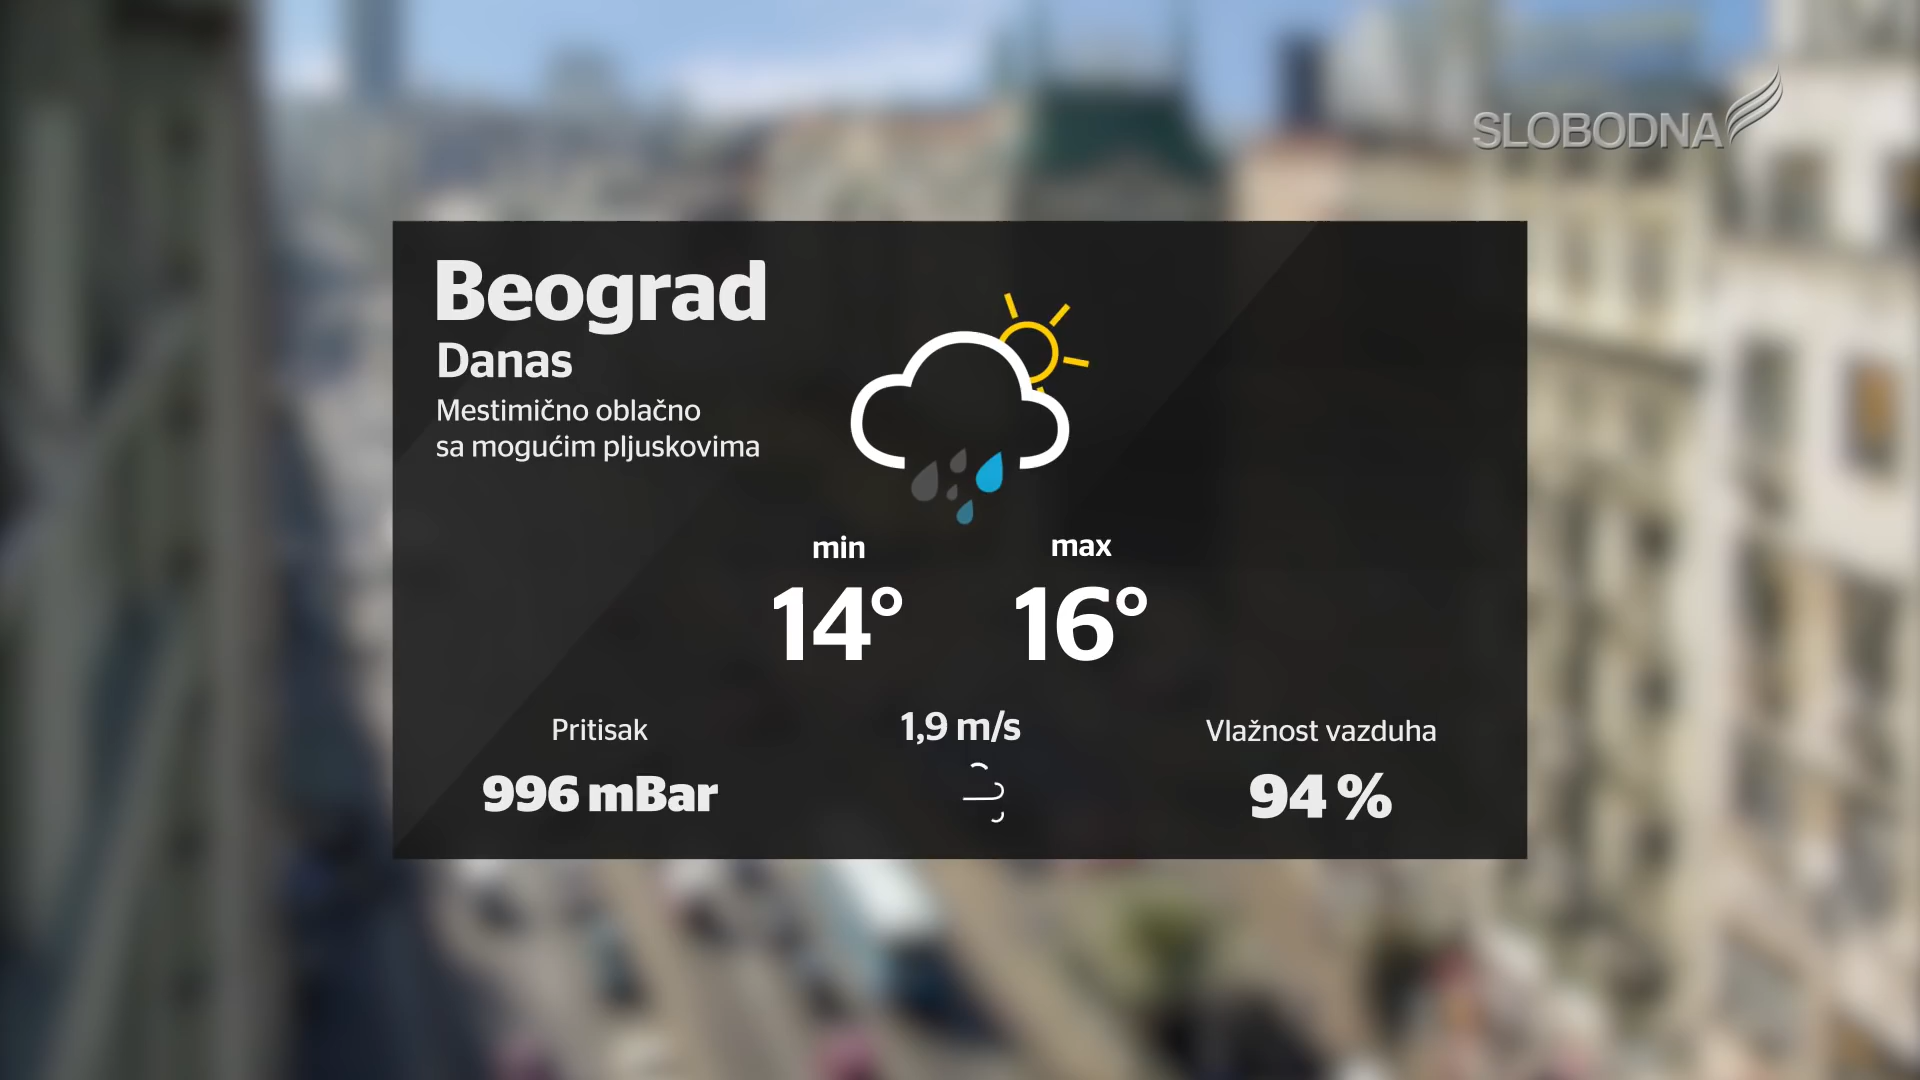 SLOBODNA
Beograd
Danas
Mestimično oblačno
sa mogućim pljuskovima
min
max
14°
16°
Pritisak
1,9 m/s
Vlažnost vazduha
996 mBar
94 %